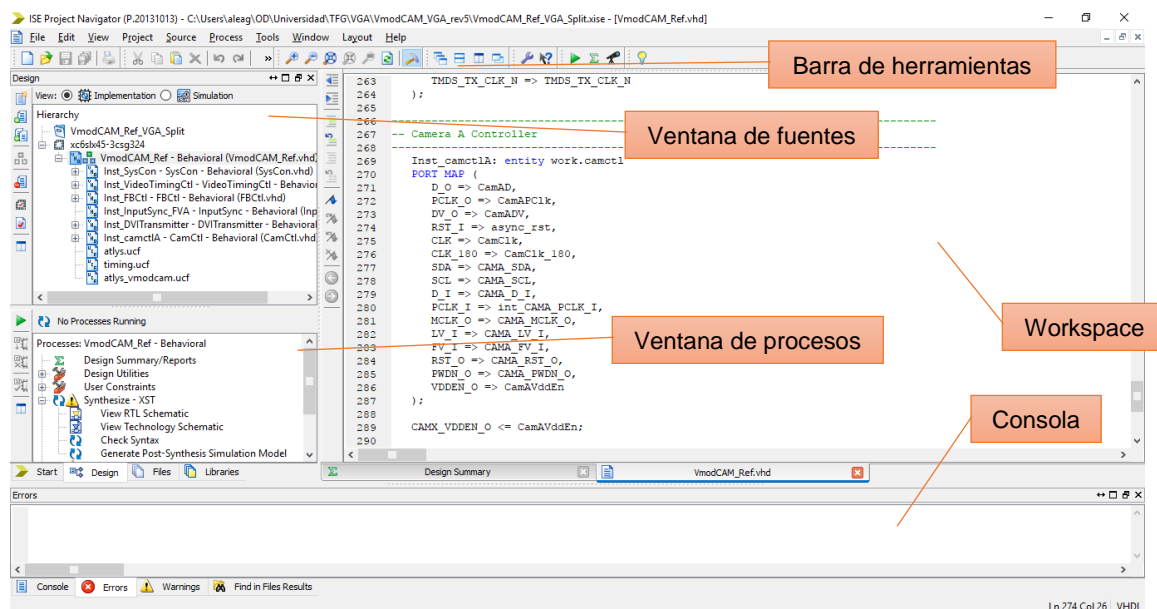 ISE Project Navigator (P.20131013) - C:\Users\aleag\OD\Universidad\TFG\VGA\VmodCAM_VGA_rev5\VmodCAM_Ref_VGA_Split.xise - [VmodCAM_Ref.vhd]
File Edit View Project Source Process Tools Window Layout Help
Barra de herramientas
Design
View: Implementation Simulation
Hierarchy
VmodCAM_Ref_VGA_Split
xc6slx45-3csg324
VmodCAM_Ref - Behavioral (VmodCAM_Ref.vhd)
Inst_SysCon - SysCon - Behavioral (SysCon.vhd)
Inst_VideoTimingCtl - VideoTimingCtl - Behavior
Inst_FBCtl - FBCtl - Behavioral (FBCtl.vhd)
Inst_InputSync_FVA - InputSync - Behavioral (Inp
Inst_DVITransmitter - DVITransmitter - Behavioral
Inst_camctlA - CamCtl - Behavioral (CamCtl.vhd
atlys.ucf
timing.ucf
atlys_vmodcam.ucf
No Processes Running
Processes: VmodCAM_Ref - Behavioral
Design Summary/Reports
Design Utilities
User Constraints
Synthesize - XST
View RTL Schematic
View Technology Schematic
Check Syntax
Generate Post-Synthesis Simulation Model
Start Design Files Libraries
263 TMDS_TX_CLK_N => TMDS_TX_CLK_N
264 );
265
266 ----------------------------------------------------------------------------------
267 -- Camera A Controller
268 ----------------------------------------------------------------------------------
269 Inst_camctlA: entity work.camctl
270 PORT MAP (
271 D_O => CamAD,
272 PCLK_O => CamAPClk,
273 DV_O => CamADV,
274 RST_I => async_rst,
275 CLK => CamClk,
276 CLK_180 => CamClk_180,
277 SDA => CAMA_SDA,
278 SCL => CAMA_SCL,
279 D_I => CAMA_D_I,
280 PCLK_I => int_CAMA_PCLK_I,
281 MCLK_O => CAMA_MCLK_O,
282 LV_I => CAMA_LV_I,
283 FV_I => CAMA_FV_I,
284 RST_O => CAMA_RST_O,
285 PWDN_O => CAMA_PWDN_O,
286 VDDEN_O => CamAVddEn
287 );
288
289 CAMX_VDDEN_O <= CamAVddEn;
290
Ventana de fuentes
Ventana de procesos
Workspace
Consola
Design Summary VmodCAM_Ref.vhd
Errors
Console Errors Warnings Find in Files Results
Ln 274 Col 26 VHDL